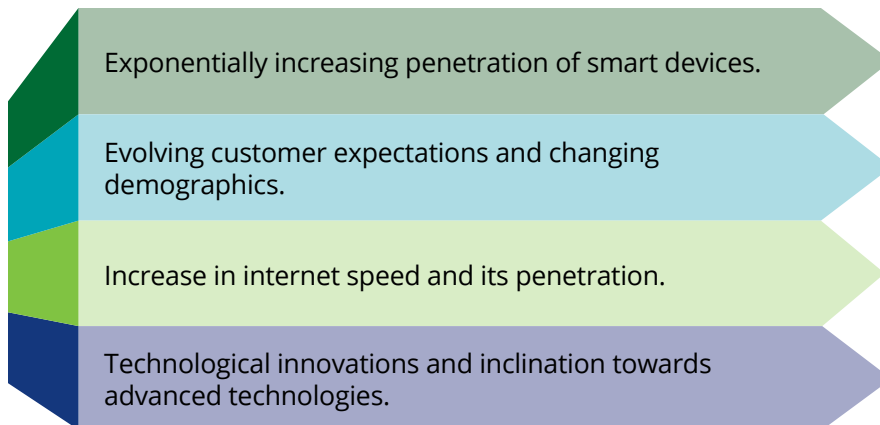 Exponentially increasing penetration of smart devices.
Evolving customer expectations and changing
demographics.
Increase in internet speed and its penetration.
Technological innovations and inclination towards
advanced technologies.